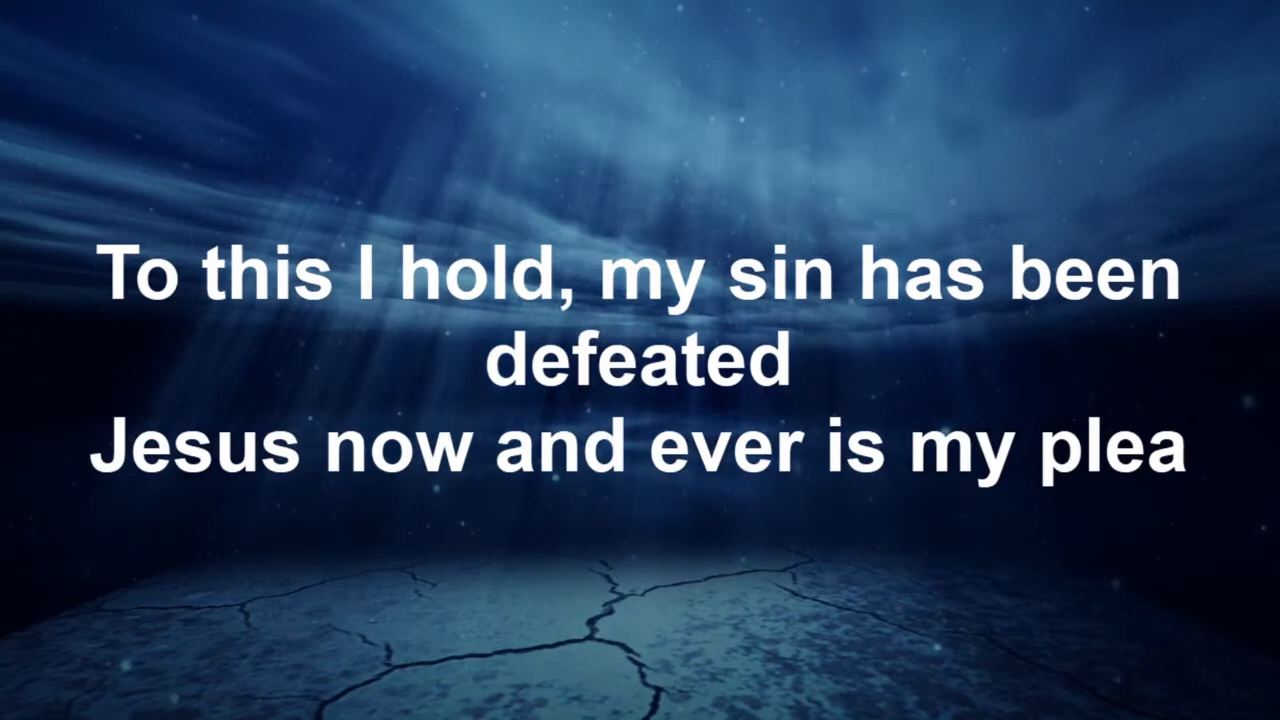 To this I hold, my sin has been
defeated
Jesus now and ever is my plea